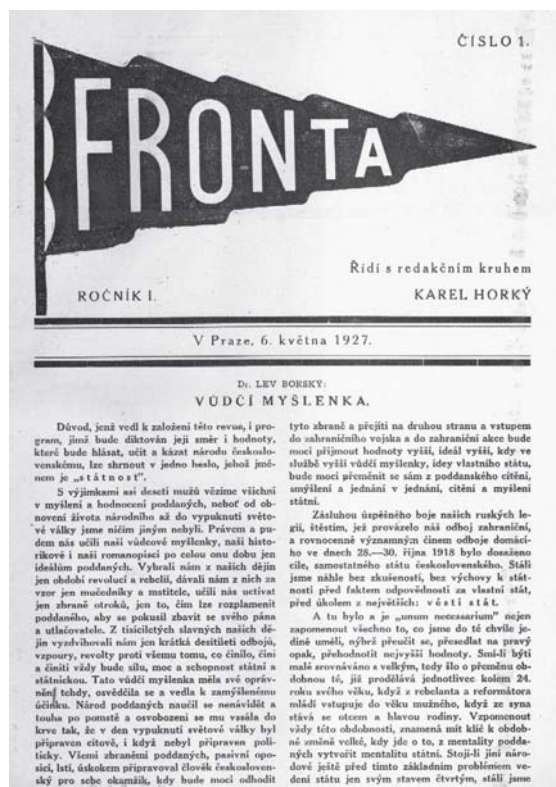 ČÍSLO 1.
FRONTA
Řídí s redakčním kruhem
ROČNÍK I.
KAREL HORKÝ
V Praze, 6. května 1927.
Dr. LEV BORSKÝ:
VŮDČÍ MYŠLENKA.
Důvod, jenž vedl k založení této revue, i pro-
gram, jimž bude diktován její směr i hodnoty,
které bude hlásat, učit a kázat národu českoslo-
venskému, lze shrnout v jedno heslo, jehož jmé-
nem je „státnost".
S výjimkami asi deseti mužů vězíme všichni
v myšlení a hodnocení poddaných, neboť od ob-
novení života národního až do vypuknutí světo-
vé války jsme ničím jiným nebyli. Právem a pu-
dem nás učili naši vůdcové myšlenky, naši histo-
rikové i naši romanopisci po celou onu dobu jen
ideálům poddaných. Vybrali nám z našich dějin
jen období revolucí a rebelií, dávali nám z nich za
vzor jen mučedníky a mstitele, učili nás uctívat
jen zbraně otroků, jen to, čím lze rozplamenit
poddaného, aby se pokusil zbavit se svého pána
a utlačovatele. Z tisíciletých slavných našich dě-
jin vyzdvihovali nám jen krátká desítiletí odbojů,
vzpoury, revolty proti všemu tomu, co činilo, činí
a činiti vždy bude sílu, moc a schopnost státní a
státnickou. Tato vůdčí myšlenka měla své opráv-
nění tehdy, osvědčila se a vedla k zamýšlenému
účinku. Národ poddaných naučil se nenávidět a
touha po pomstě a osvobození se mu vssála do
krve tak, že v den vypuknutí světové války byl
připraven citově, i když nebyl připraven poli-
ticky. Všemi zbraněmi poddaných, pasivní opo-
sicí, lstí, úskokem připravoval člověk českosloven-
ský pro sebe okamžik, kdy bude moci odhodit
tyto zbraně a přejíti na druhou stranu a vstupem
do zahraničního vojska a do zahraniční akce bude
moci přijmout hodnoty vyšší, ideál vyšší, kdy ve
službě vyšší vůdčí myšlenky, idey vlastního státu,
bude moci přeměnit se sám z poddanského cítění,
smýšlení a jednání v jednání, cítění a myšlení
státní.
Zásluhou úspěšného boje našich ruských le-
gií, štěstím, jež provázelo náš odboj zahraniční,
a rovnocenně významným činem odboje domácí-
ho ve dnech 28.—30. října 1918 bylo dosaženo
cíle, samostatného státu československého. Stáli
jsme náhle bez zkušenosti, bez výchovy k stát-
nosti před faktem odpovědnosti za vlastní stát,
před úkolem z největších: vésti stát.
A tu bylo a je „unum necessarium" nejen
zapomenout všechno to, co jsme do té chvíle je-
dině uměli, nýbrž přeučit se, přesedlat na pravý
opak, přehodnotit nejvyšší hodnoty. Smí-li býti
malé srovnáváno s velkým, tedy šlo o přeměnu ob-
dobnou té, již prodělává jednotlivec kolem 24.
roku svého věku, když z rebelanta a reformátora
mládí vstupuje do věku mužného, když ze syna
stává se otcem a hlavou rodiny. Vzpomenout
vždy této obdobnosti, znamená mít klíč k obdob-
né změně velké, kdy jde o to, z mentality podda-
ných vytvořit mentalitu státní. Stojí-li jiní náro-
dové ještě před tímto základním problémem ve-
dení státu jen svým stavem čtvrtým, stáli jsme